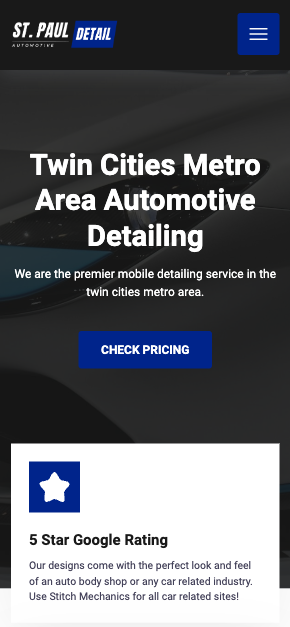 ST. PAUL DETAIL
AUTOMOTIVE
Twin Cities Metro
Area Automotive
Detailing
We are the premier mobile detailing service in the
twin cities metro area.
CHECK PRICING
5 Star Google Rating
Our designs come with the perfect look and feel
of an auto body shop or any car related industry.
Use Stitch Mechanics for all car related sites!